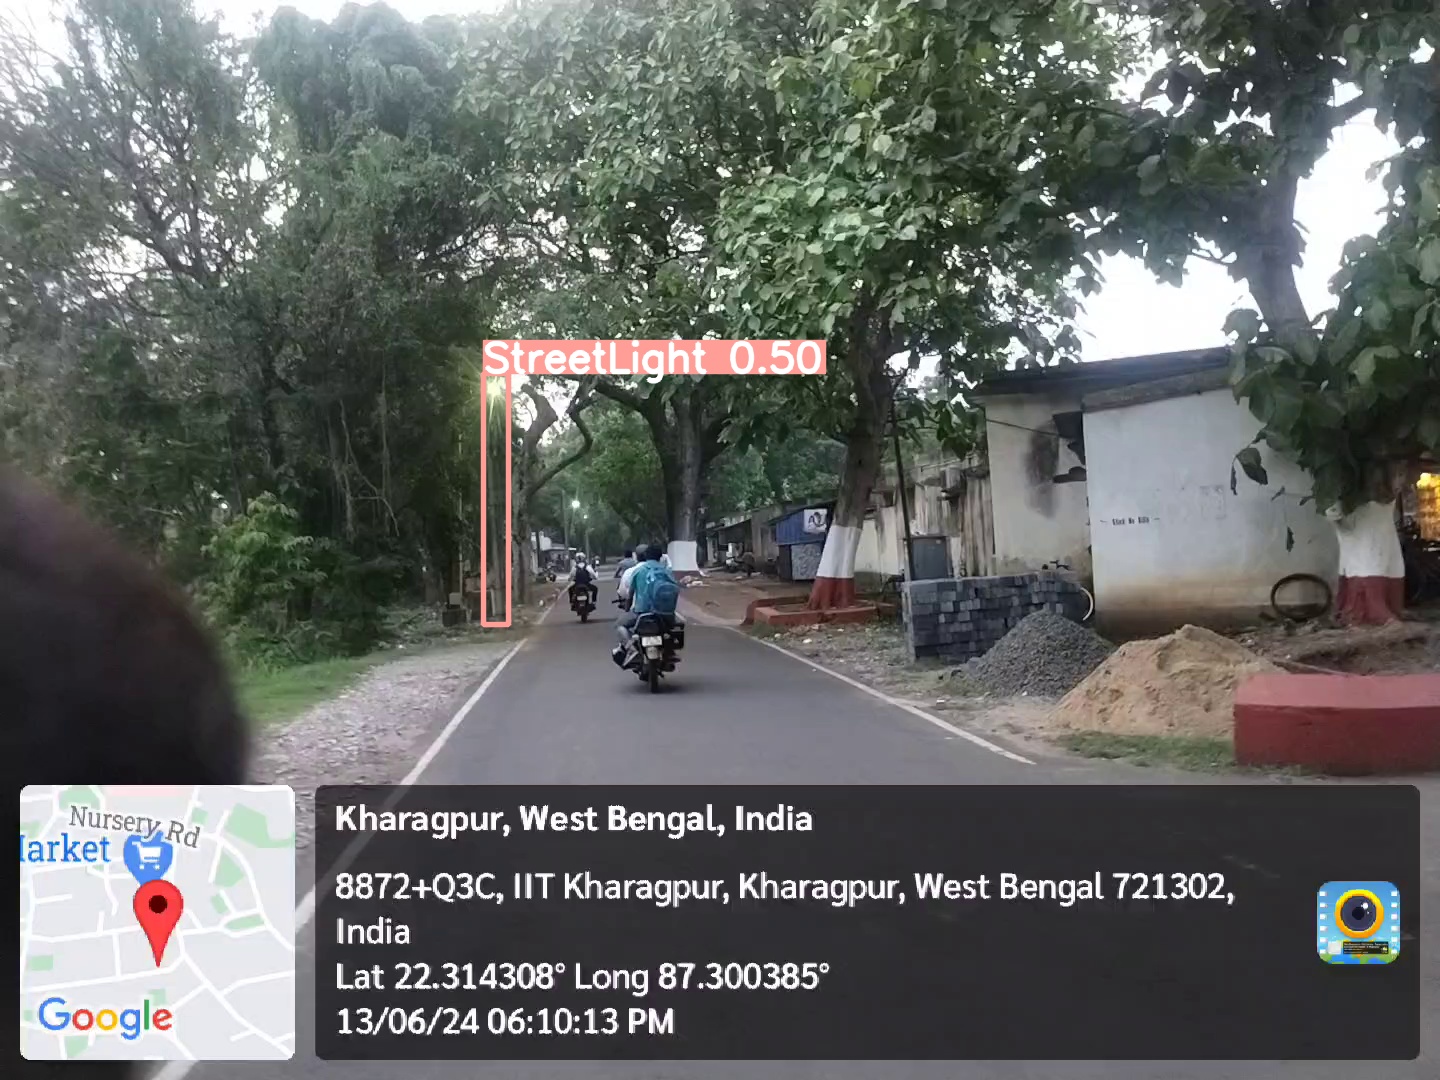 StreetLight 0.50
Nursery Rd
Market
Google
Kharagpur, West Bengal, India
8872+Q3C, IIT Kharagpur, Kharagpur, West Bengal 721302,
India
Lat 22.314308° Long 87.300385°
13/06/24 06:10:13 PM